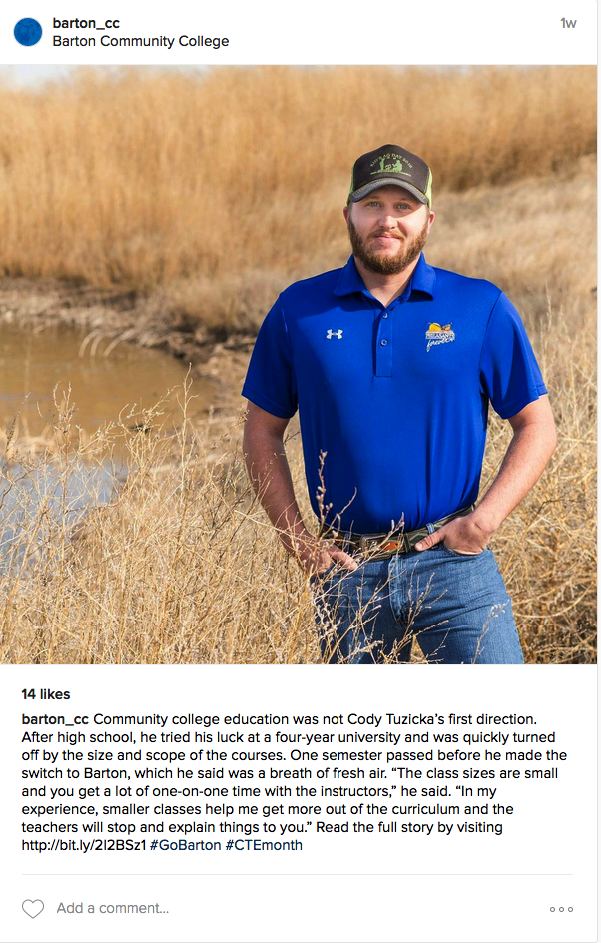 barton_cc
1w
Barton Community College
forever
14 likes
barton_cc Community college education was not Cody Tuzicka's first direction.
After high school, he tried his luck at a four-year university and was quickly turned
off by the size and scope of the courses. One semester passed before he made the
switch to Barton, which he said was a breath of fresh air. “The class sizes are small
and you get a lot of one-on-one time with the instructors,” he said. “In my
experience, smaller classes help me get more out of the curriculum and the
teachers will stop and explain things to you.” Read the full story by visiting
http://bit.ly/2l2BSz1 #GoBarton #CTEmonth
Add a comment...